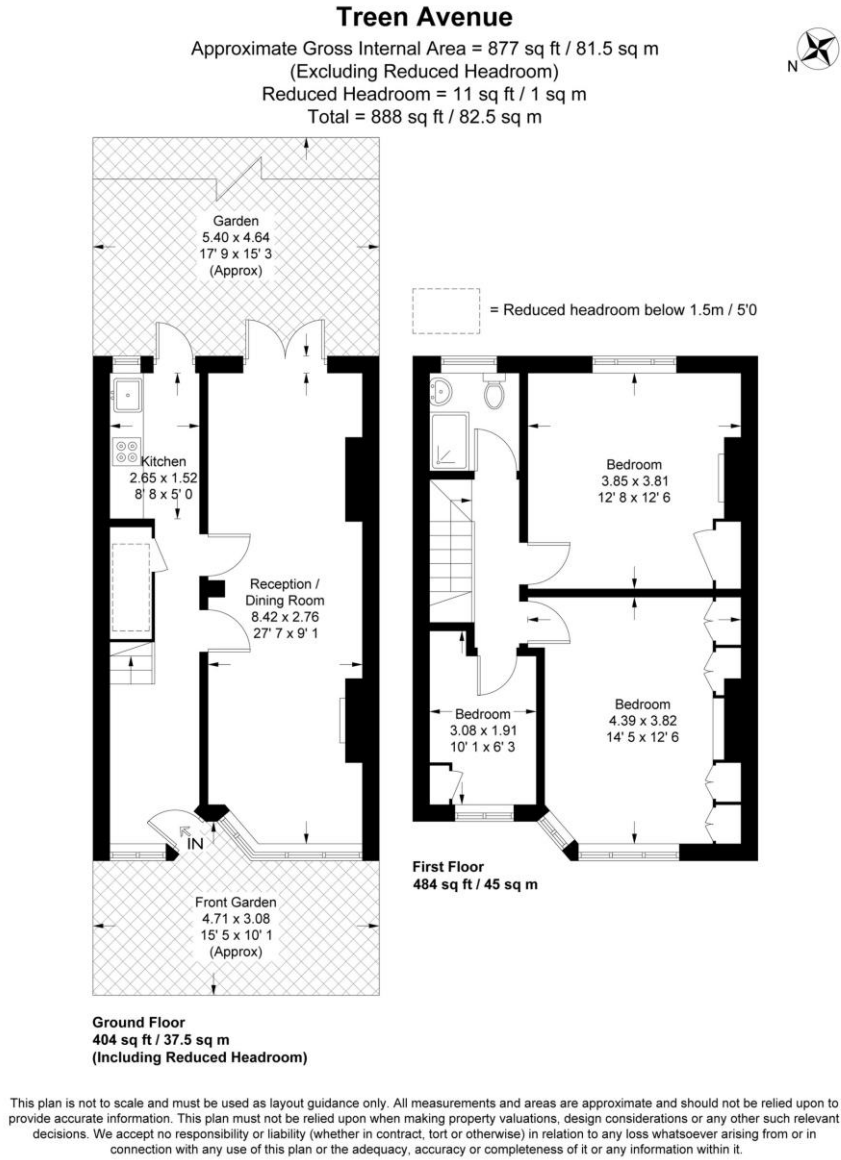 Treen Avenue
Approximate Gross Internal Area = 877 sq ft / 81.5 sq m
(Excluding Reduced Headroom)
Reduced Headroom = 11 sq ft / 1 sq m
Total = 888 sq ft / 82.5 sq m
N
Garden
5.40 x 4.64
17' 9 x 15' 3
(Approx)
= Reduced headroom below 1.5m / 5'0
Kitchen
2.65 x 1.52
8' 8 x 5' 0
Reception /
Dining Room
8.42 x 2.76
27' 7 x 9' 1
IN
Front Garden
4.71 x 3.08
15' 5 x 10' 1
(Approx)
Ground Floor
404 sq ft / 37.5 sq m
(Including Reduced Headroom)
Bedroom
3.85 x 3.81
12' 8 x 12' 6
Bedroom
4.39 x 3.82
14' 5 x 12' 6
Bedroom
3.08 x 1.91
10' 1 x 6' 3
First Floor
484 sq ft / 45 sq m
This plan is not to scale and must be used as layout guidance only. All measurements and areas are approximate and should not be relied upon to
provide accurate information. This plan must not be relied upon when making property valuations, design considerations or any other such relevant
decisions. We accept no responsibility or liability (whether in contract, tort or otherwise) in relation to any loss whatsoever arising from or in
connection with any use of this plan or the adequacy, accuracy or completeness of it or any information within it.